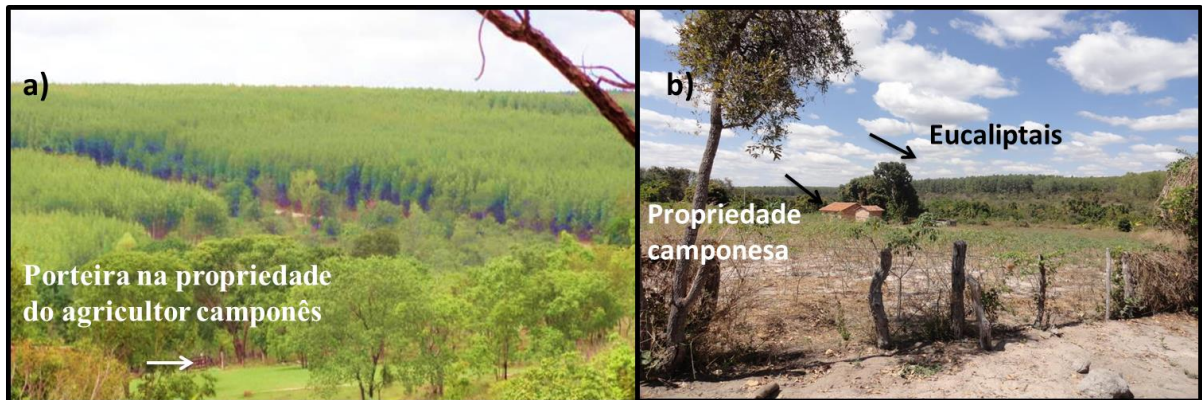 a)
Porteira na propriedade
do agricultor camponês
b)
Eucaliptais
Propriedade
camponesa